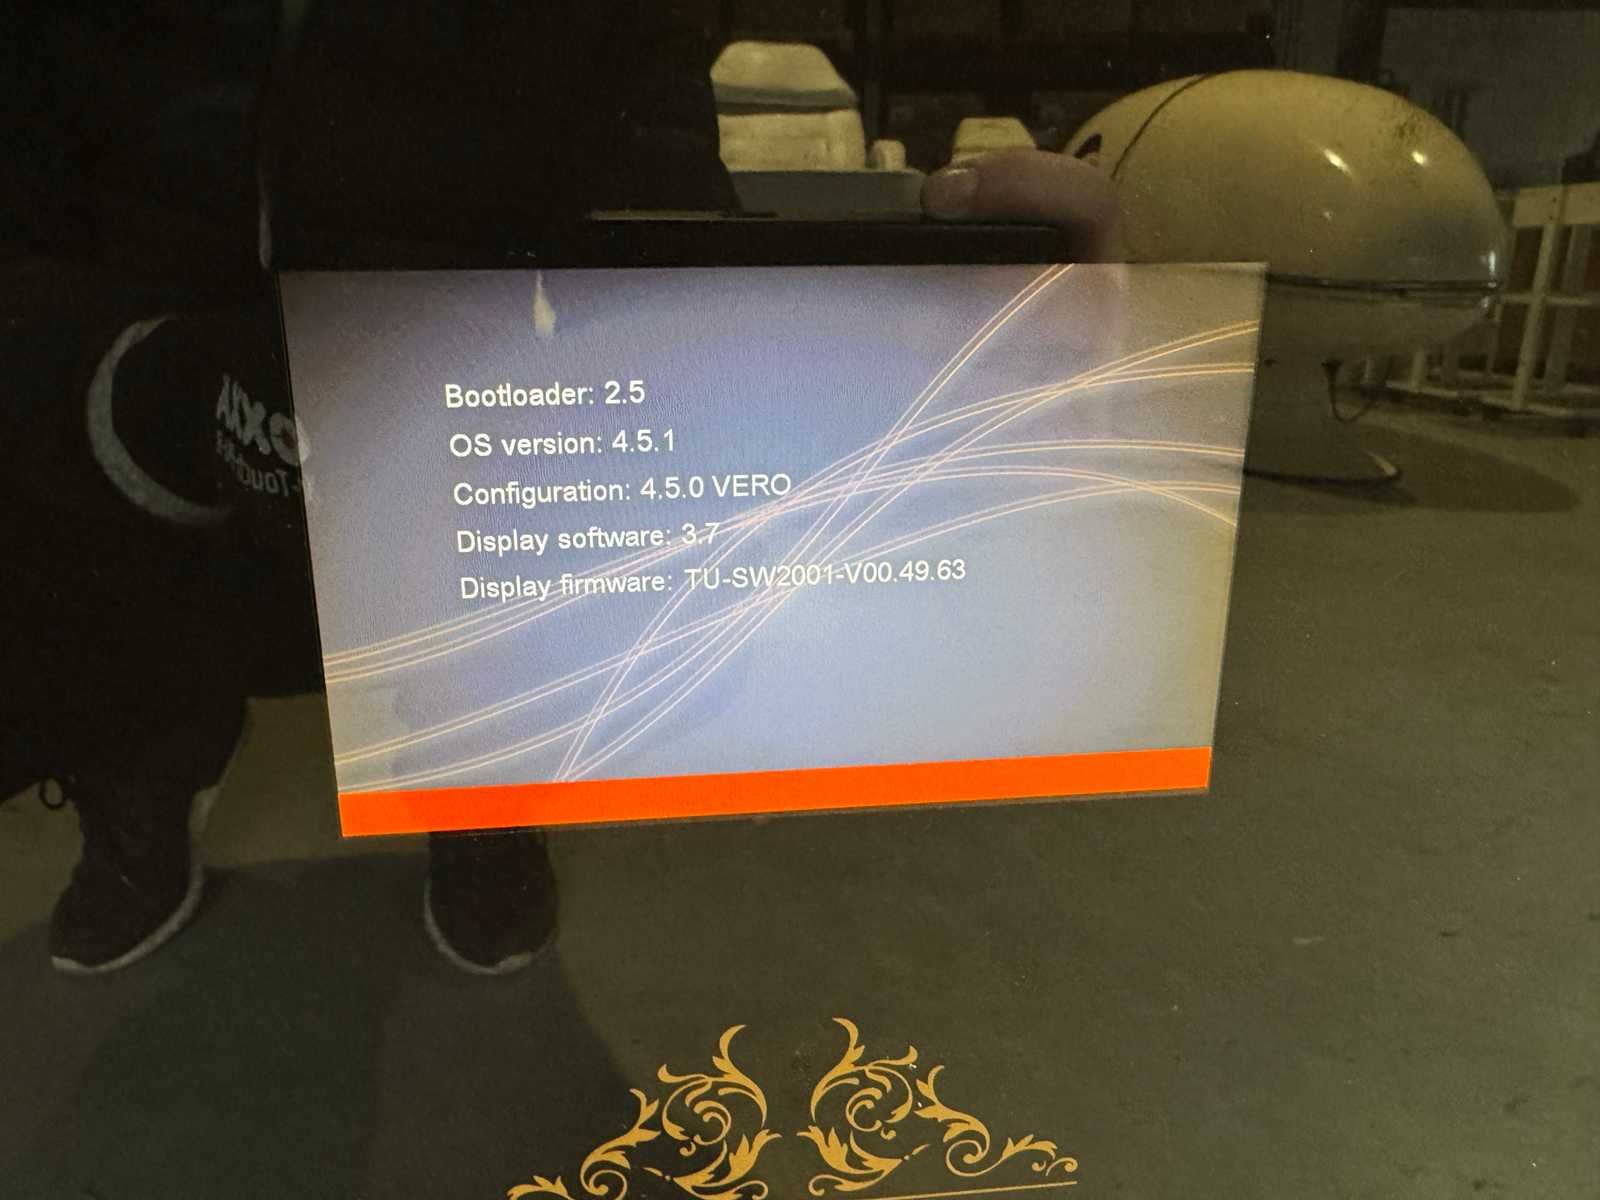 Bootloader: 2.5
OS version: 4.5.1
Configuration: 4.5.0 VERO
Display software: 3.7
Display firmware: TU-SW2001-V00.49.63